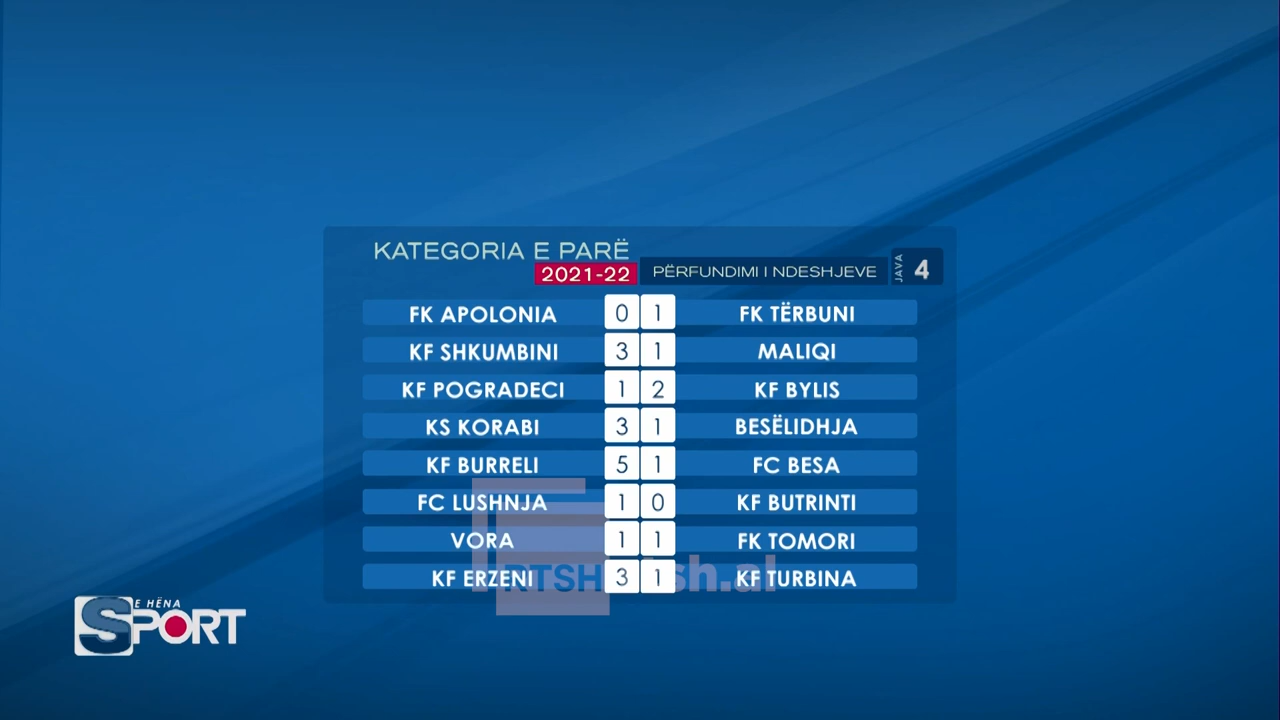 KATEGORIA E PARË
2021-22 PËRFUNDIMI I NDESHJEVE JAVA 4
FK APOLONIA 0 1 FK TËRBUNI
KF SHKUMBINI 3 1 MALIQI
KF POGRADECI 1 2 KF BYLIS
KS KORABI 3 1 BESËLIDHJA
KF BURRELI 5 1 FC BESA
FC LUSHNJA 1 0 KF BUTRINTI
VORA 1 1 FK TOMORI
KF ERZENI 3 1 KF TURBINA
RTSH
E HËNA
SPORT